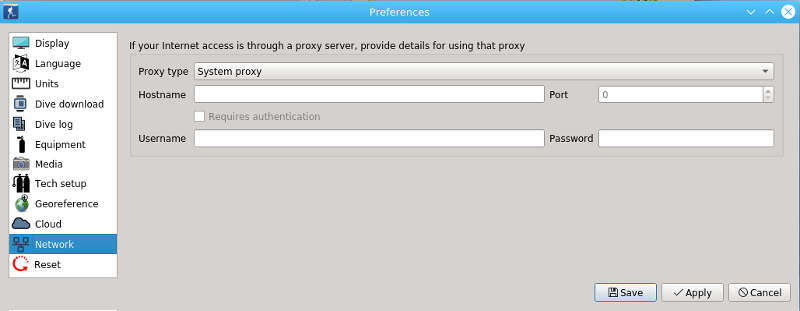 Preferences
Display
Language
Units
Dive download
Dive log
Equipment
Media
Tech setup
Georeference
Cloud
Network
Reset
If your Internet access is through a proxy server, provide details for using that proxy
Proxy type System proxy
Hostname Port 0
Requires authentication
Username Password
Save Apply Cancel